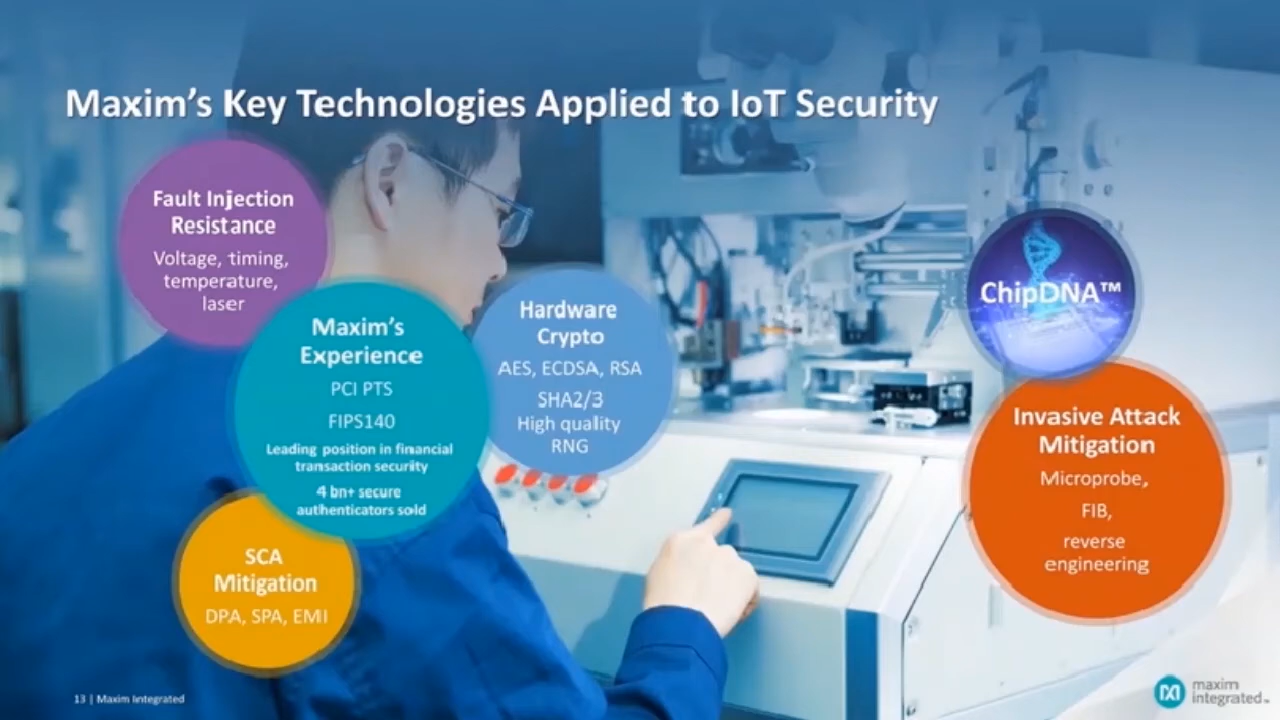 Maxim's Key Technologies Applied to IoT Security
Fault Injection
Resistance
Voltage, timing,
temperature,
laser
Maxim's
Experience
PCI PTS
FIPS140
Leading position in financial
transaction security
4 bn+ secure
authenticators sold
Hardware
Crypto
AES, ECDSA, RSA
SHA2/3
High quality
RNG
SCA
Mitigation
DPA, SPA, EMI
ChipDNA™
Invasive Attack
Mitigation
Microprobe,
FIB,
reverse
engineering
13 | Maxim Integrated
maxim
integrated™